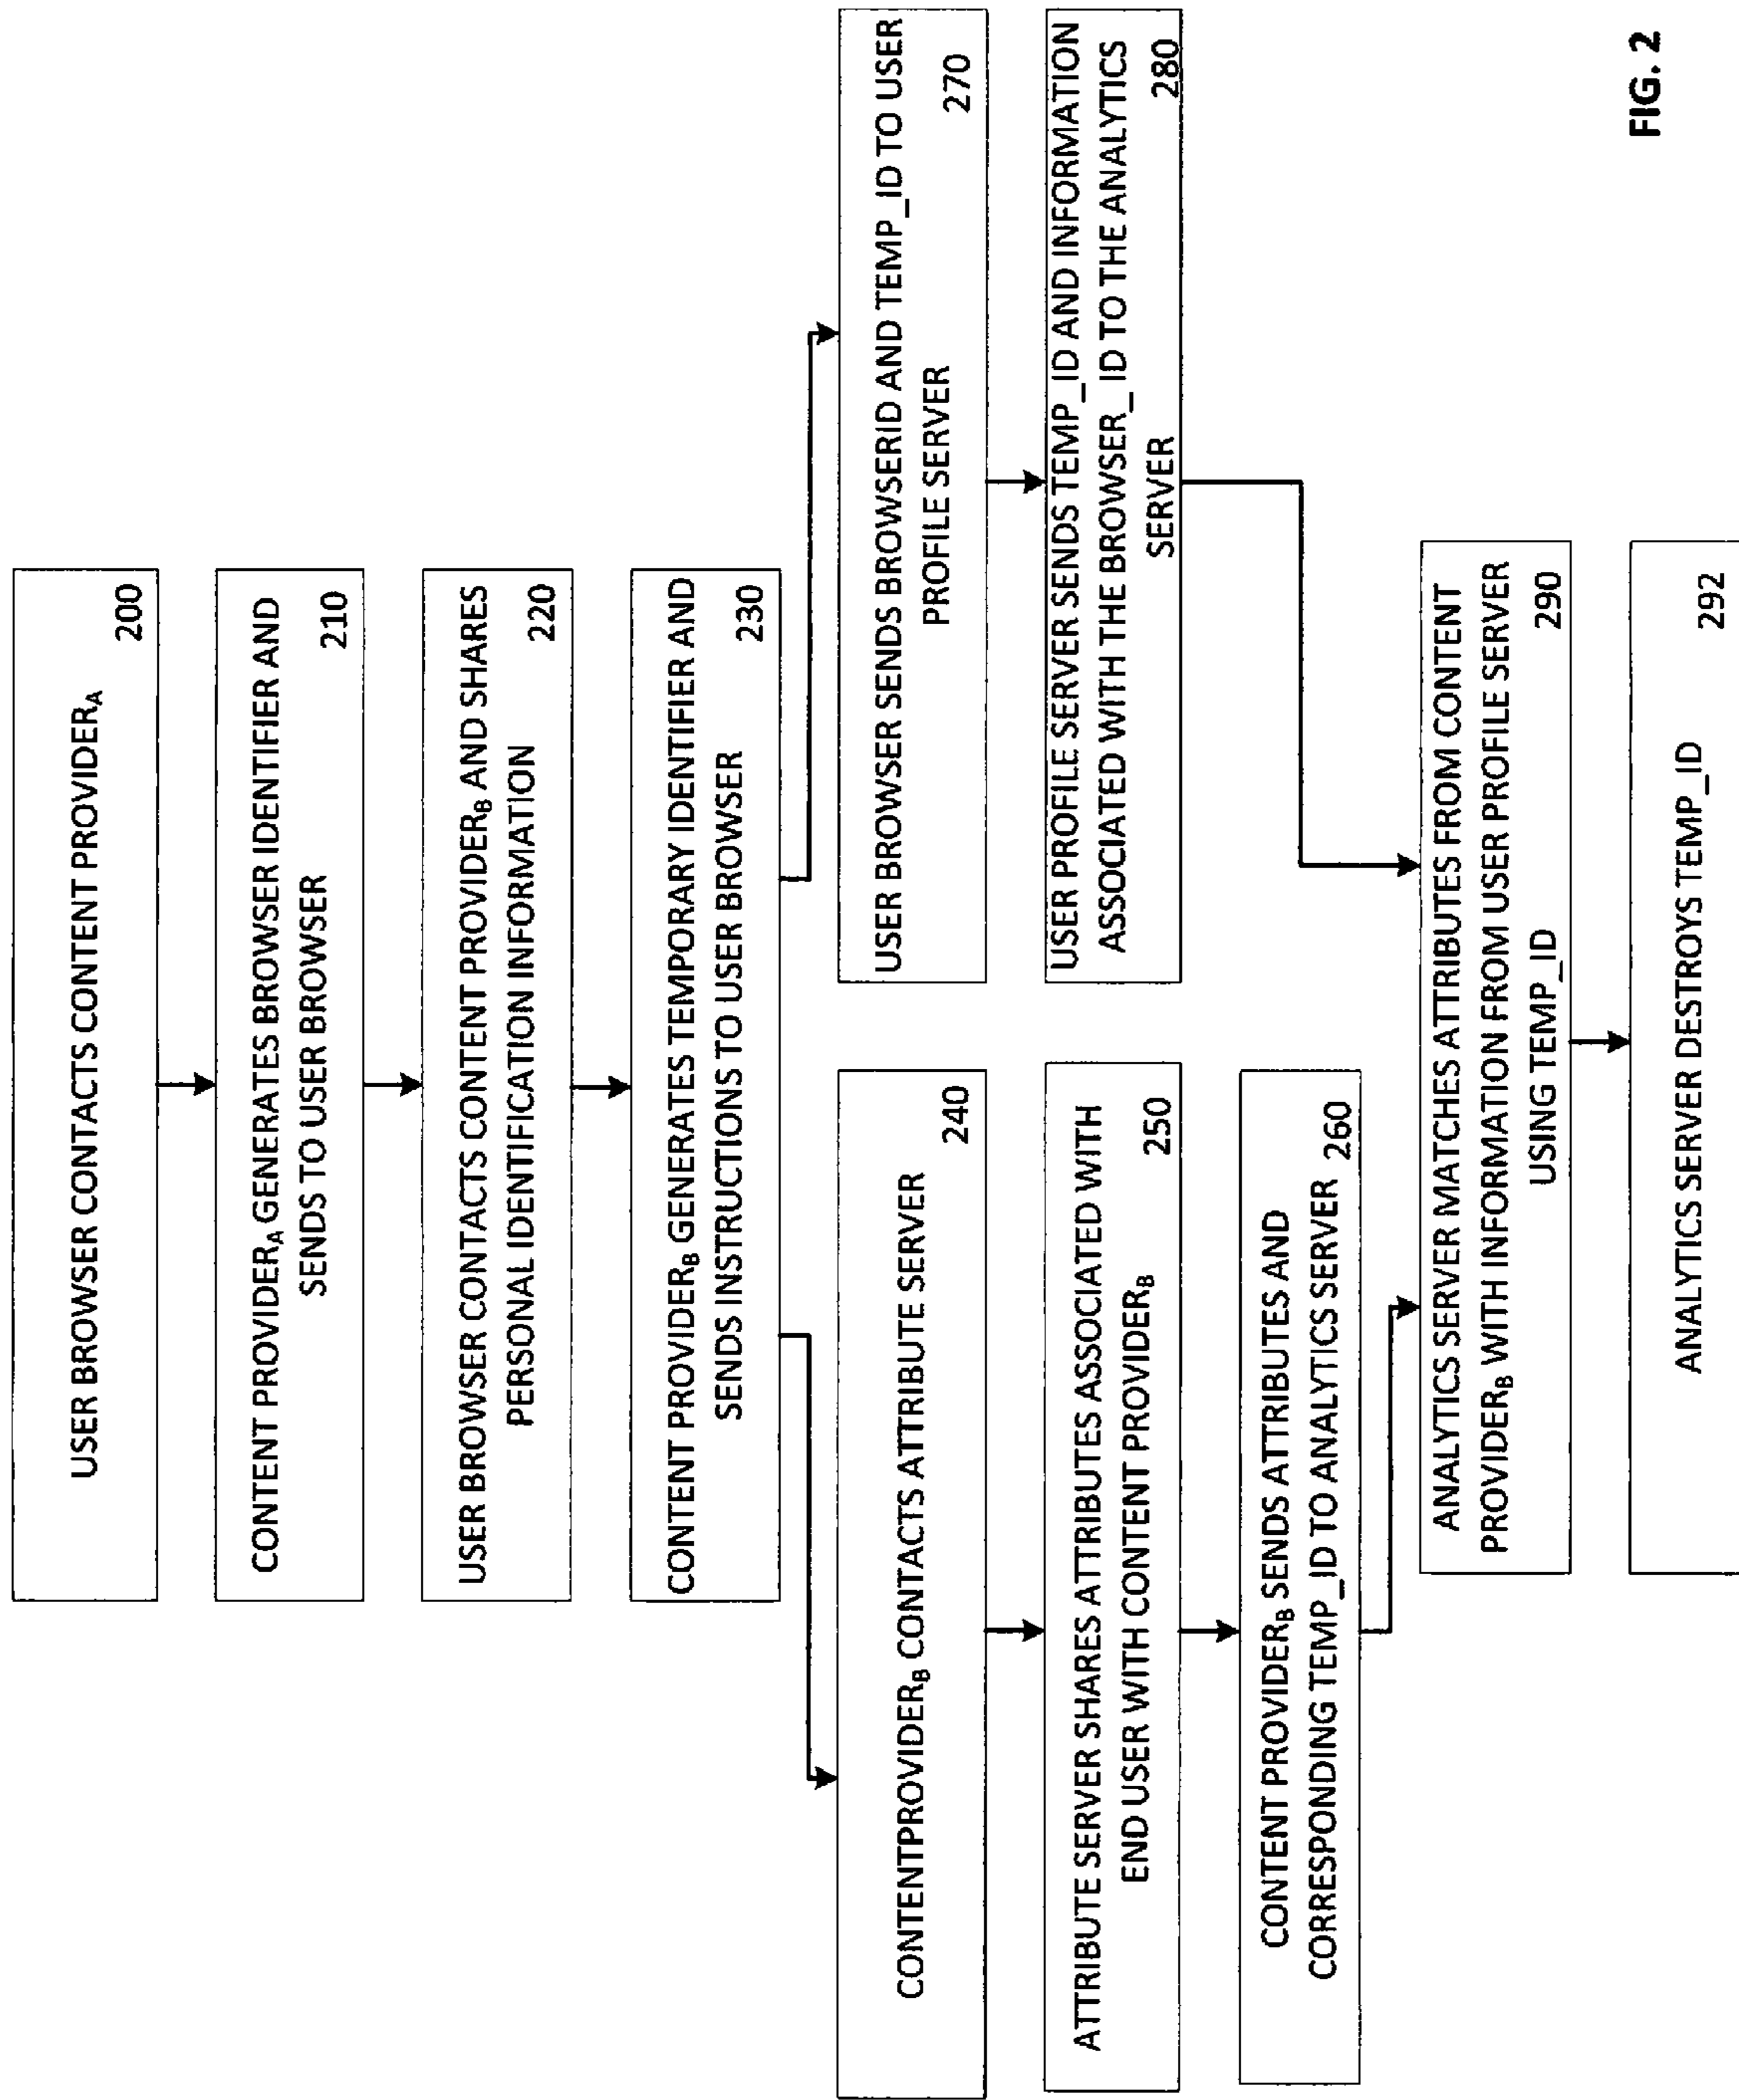 USER BROWSER CONTACTS CONTENT PROVIDERA
200
CONTENT PROVIDERA GENERATES BROWSER IDENTIFIER AND
SENDS TO USER BROWSER
210
USER BROWSER CONTACTS CONTENT PROVIDERB AND SHARES
PERSONAL IDENTIFICATION INFORMATION
220
CONTENT PROVIDERB GENERATES TEMPORARY IDENTIFIER AND
SENDS INSTRUCTIONS TO USER BROWSER
230
CONTENTPROVIDERB CONTACTS ATTRIBUTE SERVER
240
ATTRIBUTE SERVER SHARES ATTRIBUTES ASSOCIATED WITH
END USER WITH CONTENT PROVIDERB
250
CONTENT PROVIDERB SENDS ATTRIBUTES AND
CORRESPONDING TEMP_ID TO ANALYTICS SERVER
260
USER BROWSER SENDS BROWSERID AND TEMP_ID TO USER
PROFILE SERVER
270
USER PROFILE SERVER SENDS TEMP_ID AND INFORMATION
ASSOCIATED WITH THE BROWSER_ID TO THE ANALYTICS
SERVER
280
ANALYTICS SERVER MATCHES ATTRIBUTES FROM CONTENT
PROVIDERB WITH INFORMATION FROM USER PROFILE SERVER
USING TEMP_ID
290
ANALYTICS SERVER DESTROYS TEMP_ID
292
FIG. 2